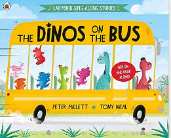 LADYBIRD SING-ALONG STORIES
THE DINOS ON THE BUS
PETER MILLETT + TONY NEAL